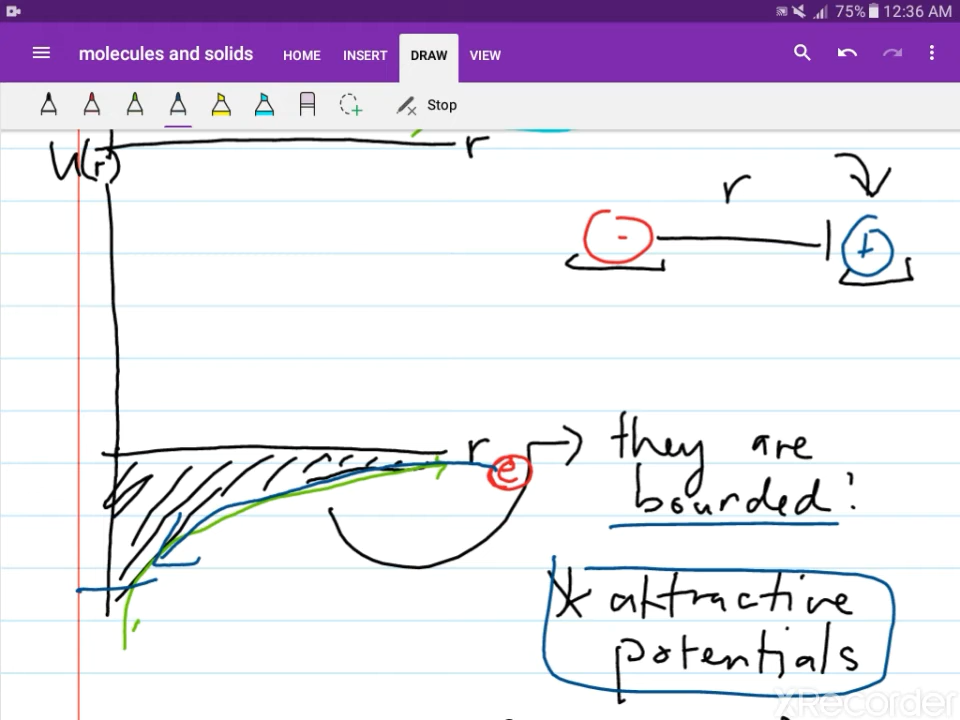 75% 12:36 AM
molecules and solids HOME INSERT DRAW VIEW
Stop
U(r)
r
r
-
+
r
e
they are
bounded!
* attractive
potentials
XRecorder